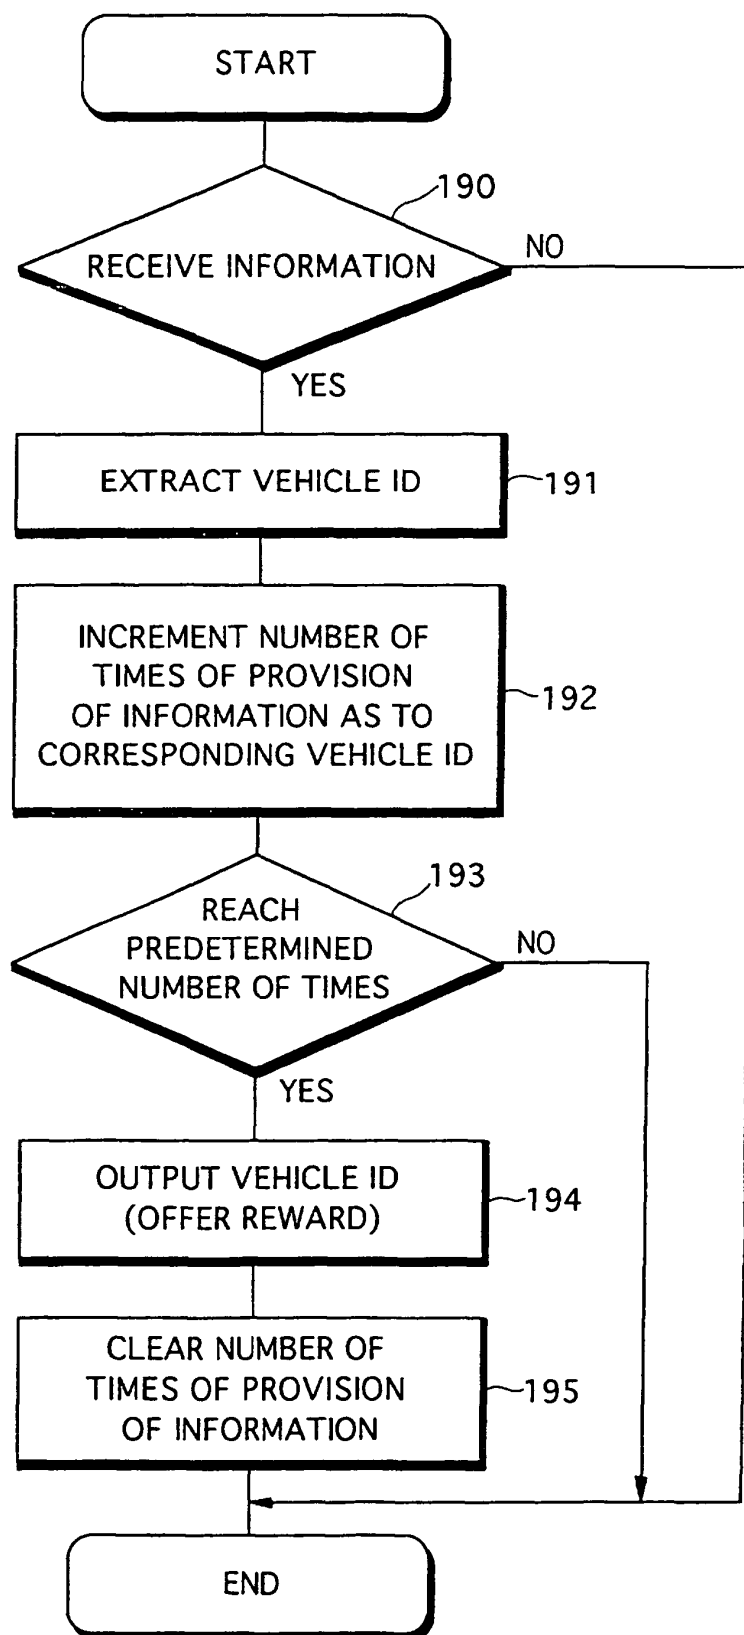 START
190
RECEIVE INFORMATION
NO
YES
EXTRACT VEHICLE ID
191
INCREMENT NUMBER OF
TIMES OF PROVISION
OF INFORMATION AS TO
CORRESPONDING VEHICLE ID
192
193
REACH
PREDETERMINED
NUMBER OF TIMES
NO
YES
OUTPUT VEHICLE ID
(OFFER REWARD)
194
CLEAR NUMBER OF
TIMES OF PROVISION
OF INFORMATION
195
END